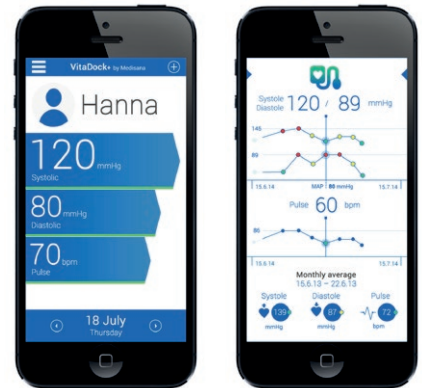 VitaDock+ by Medisana
Hanna
120 mmHg
Systolic
80 mmHg
Diastolic
70 bpm
Pulse
18 July
Thursday
Systole
Diastole 120 / 89 mmHg
145
89
15.6.14 MAP 80 mmHg 15.7.14
Pulse 60 bpm
80
15.6.14 15.7.14
Monthly average
15.6.13 – 22.6.13
Systole Diastole Pulse
139 87 72
mmHg mmHg bpm